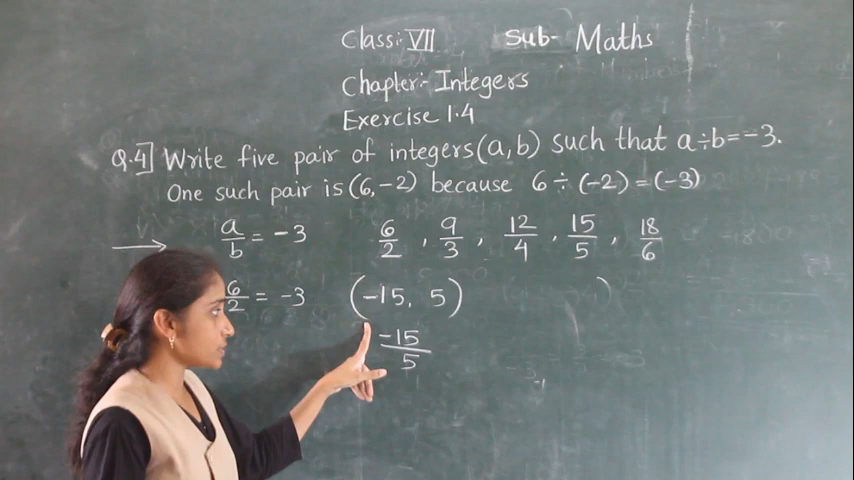 Class:- VII Sub- Maths
Chapter:- Integers
Exercise 1.4
Q.4] Write five pair of integers (a, b) such that a÷b=-3.
One such pair is (6, -2) because 6 ÷ (-2) = (-3)
a/b = -3 6/2 , 9/3 , 12/4 , 15/5 , 18/6
6/2 = -3 (-15, 5) )
-15/5